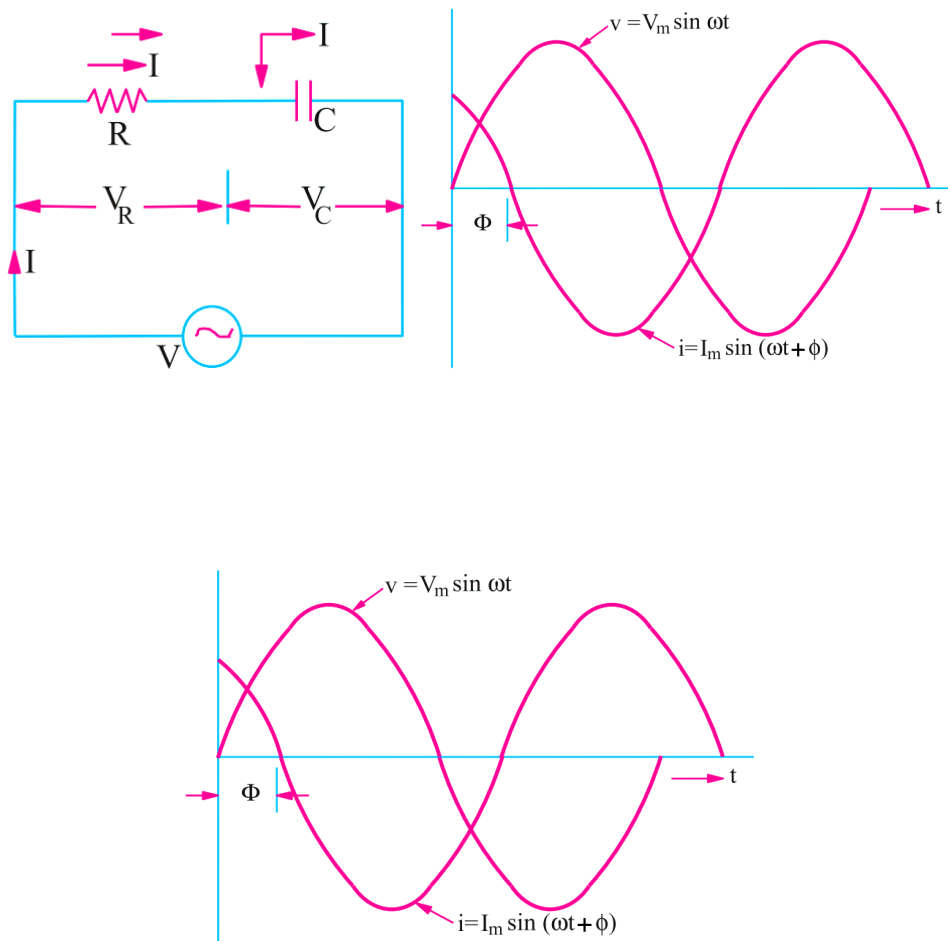 I
I
R
C
V_R
V_C
I
V
v = V_m sin ωt
Φ
t
i=I_m sin (ωt+ϕ)
v = V_m sin ωt
Φ
t
i=I_m sin (ωt+ϕ)